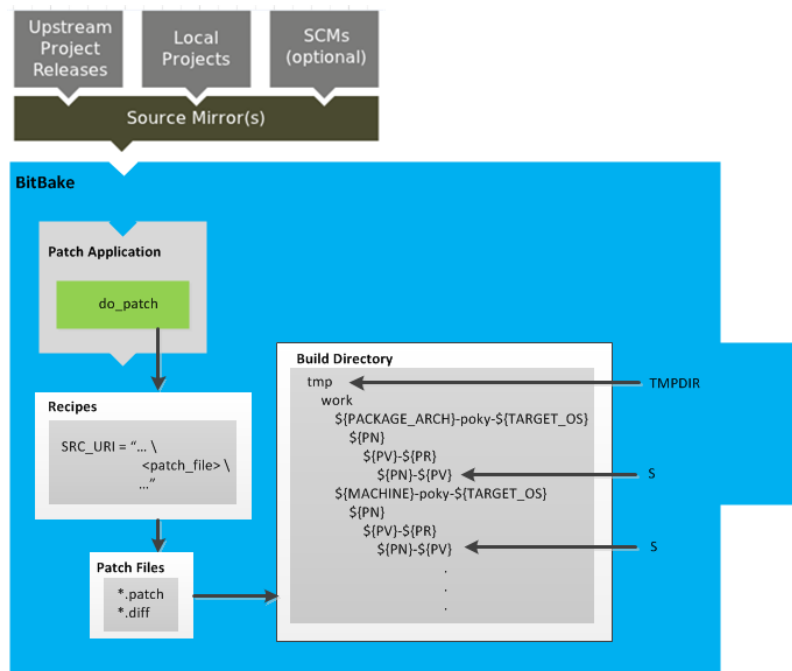 Upstream
Project
Releases
Local
Projects
SCMs
(optional)
Source Mirror(s)
BitBake
Patch Application
do_patch
Recipes
SRC_URI = “... \
<patch_file> \
...”
Patch Files
*.patch
*.diff
Build Directory
tmp
TMPDIR
work
${PACKAGE_ARCH}-poky-${TARGET_OS}
${PN}
${PV}-${PR}
${PN}-${PV}
S
${MACHINE}-poky-${TARGET_OS}
${PN}
${PV}-${PR}
${PN}-${PV}
S
.
.
.